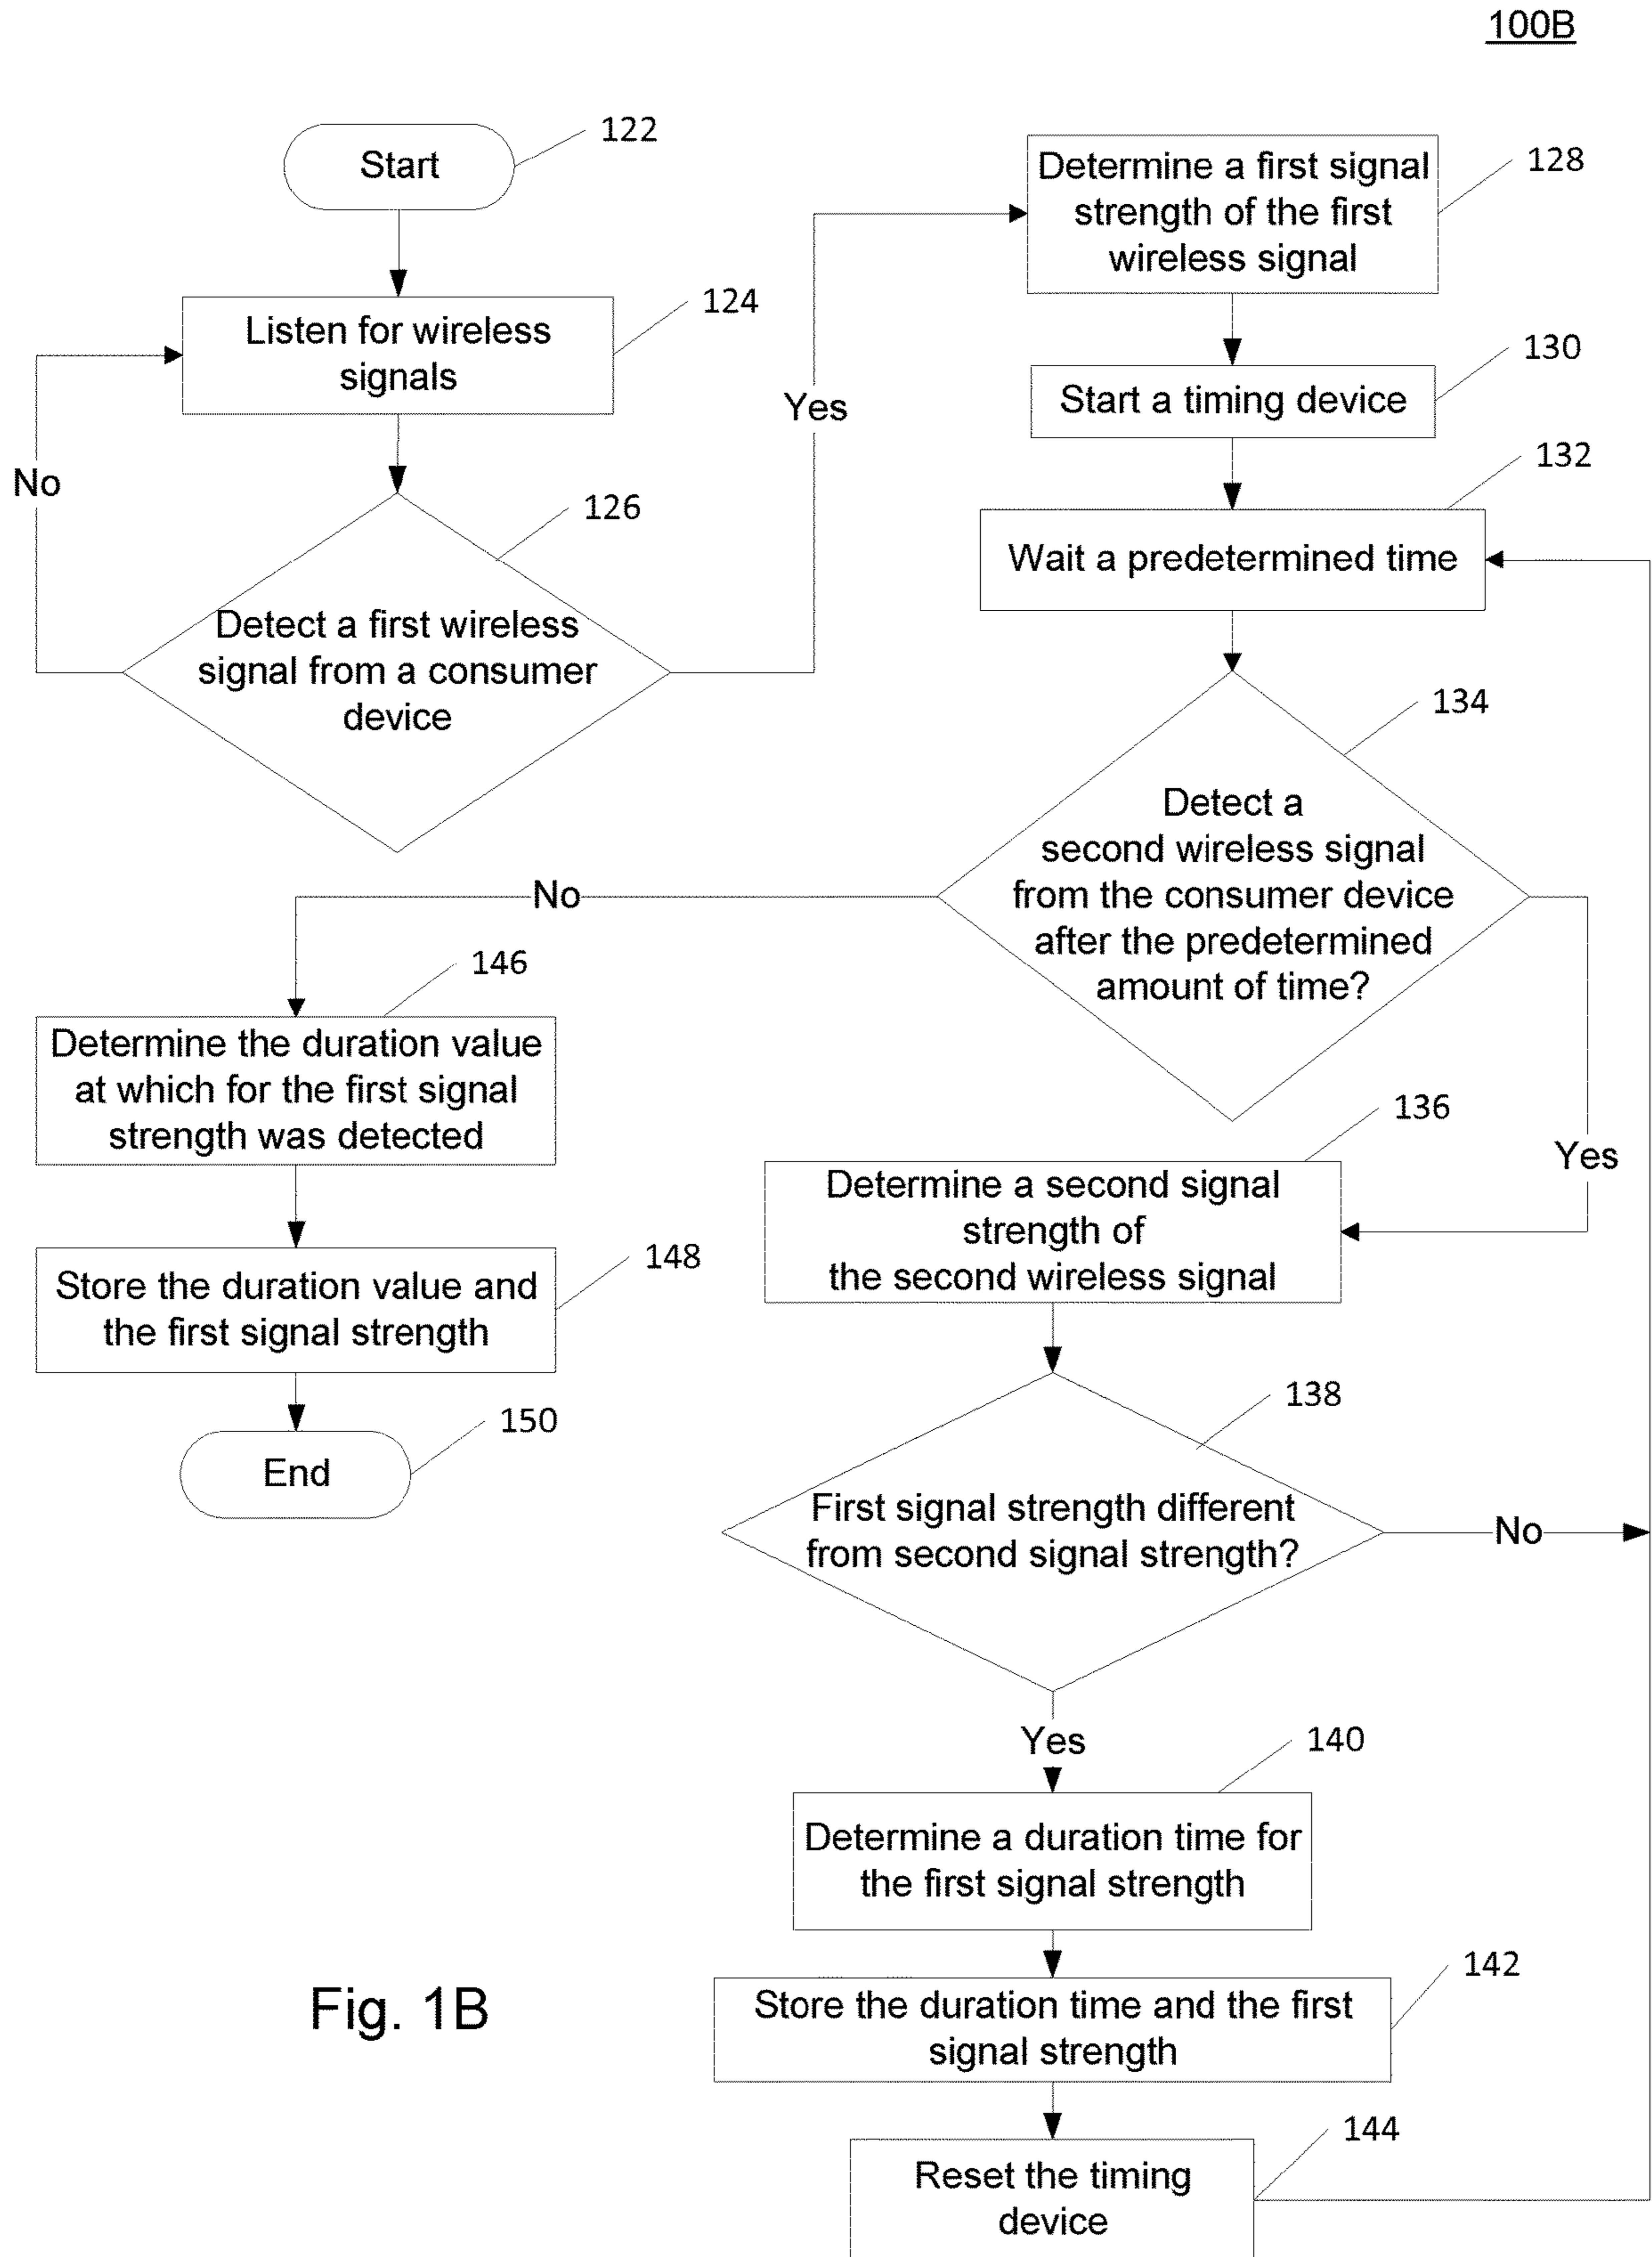 100B
Start
122
Listen for wireless
signals
124
No
Detect a first wireless
signal from a consumer
device
126
Yes
Determine a first signal
strength of the first
wireless signal
128
Start a timing device
130
Wait a predetermined time
132
Detect a
second wireless signal
from the consumer device
after the predetermined
amount of time?
134
No
Yes
Determine the duration value
at which for the first signal
strength was detected
146
Store the duration value and
the first signal strength
148
End
150
Determine a second signal
strength of
the second wireless signal
136
First signal strength different
from second signal strength?
138
No
Yes
Determine a duration time for
the first signal strength
140
Store the duration time and the first
signal strength
142
Reset the timing
device
144
Fig. 1B